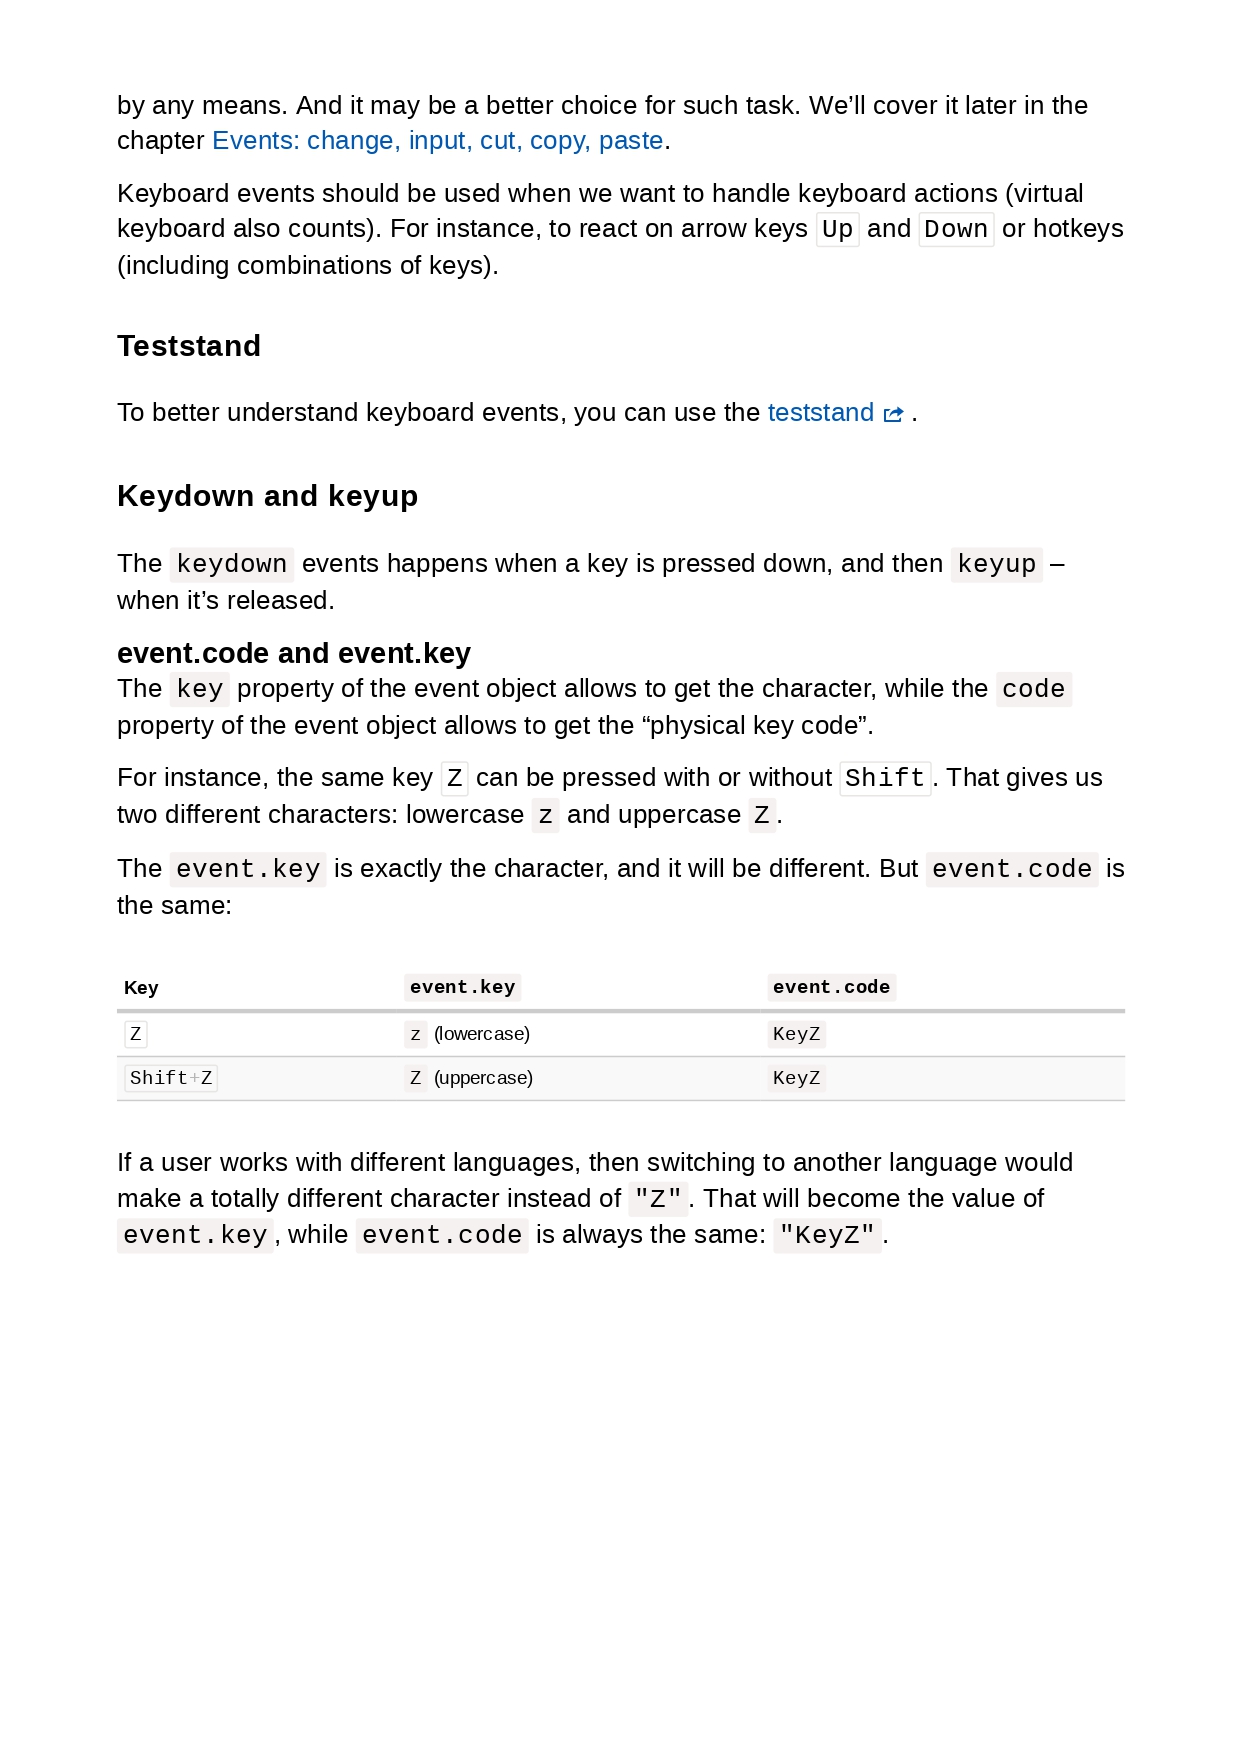 by any means. And it may be a better choice for such task. We’ll cover it later in the
chapter Events: change, input, cut, copy, paste.
Keyboard events should be used when we want to handle keyboard actions (virtual
keyboard also counts). For instance, to react on arrow keys Up and Down or hotkeys
(including combinations of keys).
Teststand
To better understand keyboard events, you can use the teststand .
Keydown and keyup
The keydown events happens when a key is pressed down, and then keyup –
when it’s released.
event.code and event.key
The key property of the event object allows to get the character, while the code
property of the event object allows to get the “physical key code”.
For instance, the same key Z can be pressed with or without Shift. That gives us
two different characters: lowercase z and uppercase Z.
The event.key is exactly the character, and it will be different. But event.code is
the same:
Key event.key event.code
Z z (lowercase) KeyZ
Shift+Z Z (uppercase) KeyZ
If a user works with different languages, then switching to another language would
make a totally different character instead of "Z". That will become the value of
event.key, while event.code is always the same: "KeyZ".